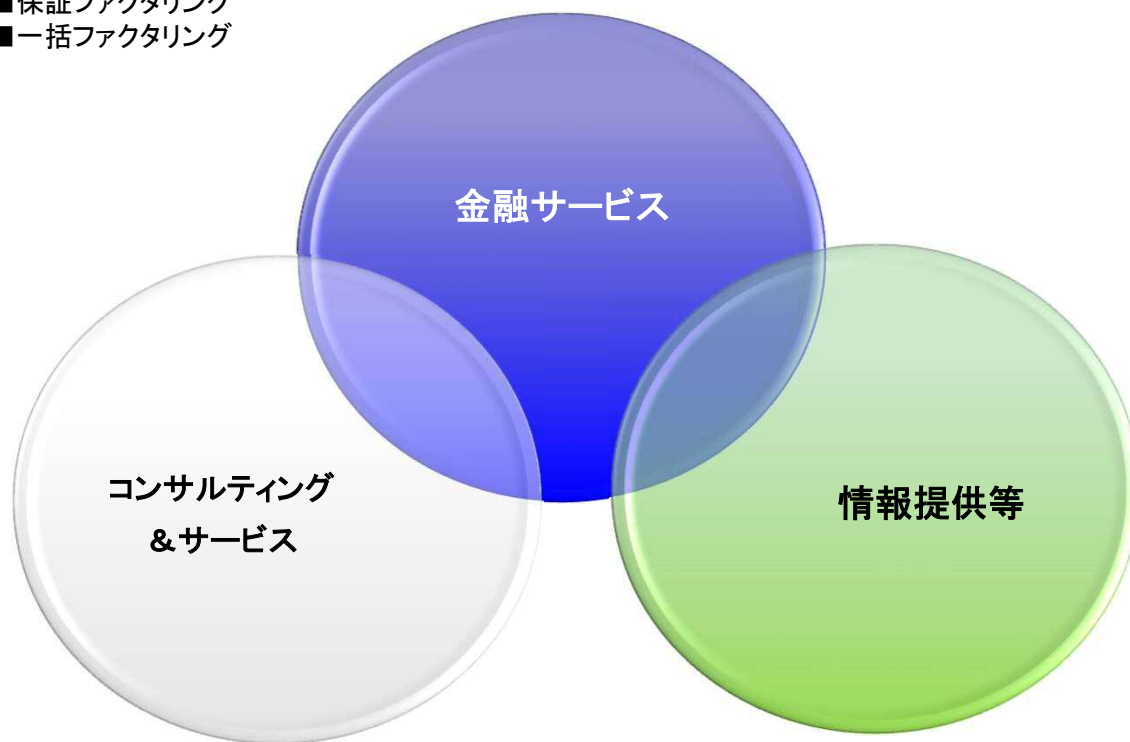 ■保証ファクタリング
■一括ファクタリング
金融サービス
コンサルティング
&サービス
情報提供等